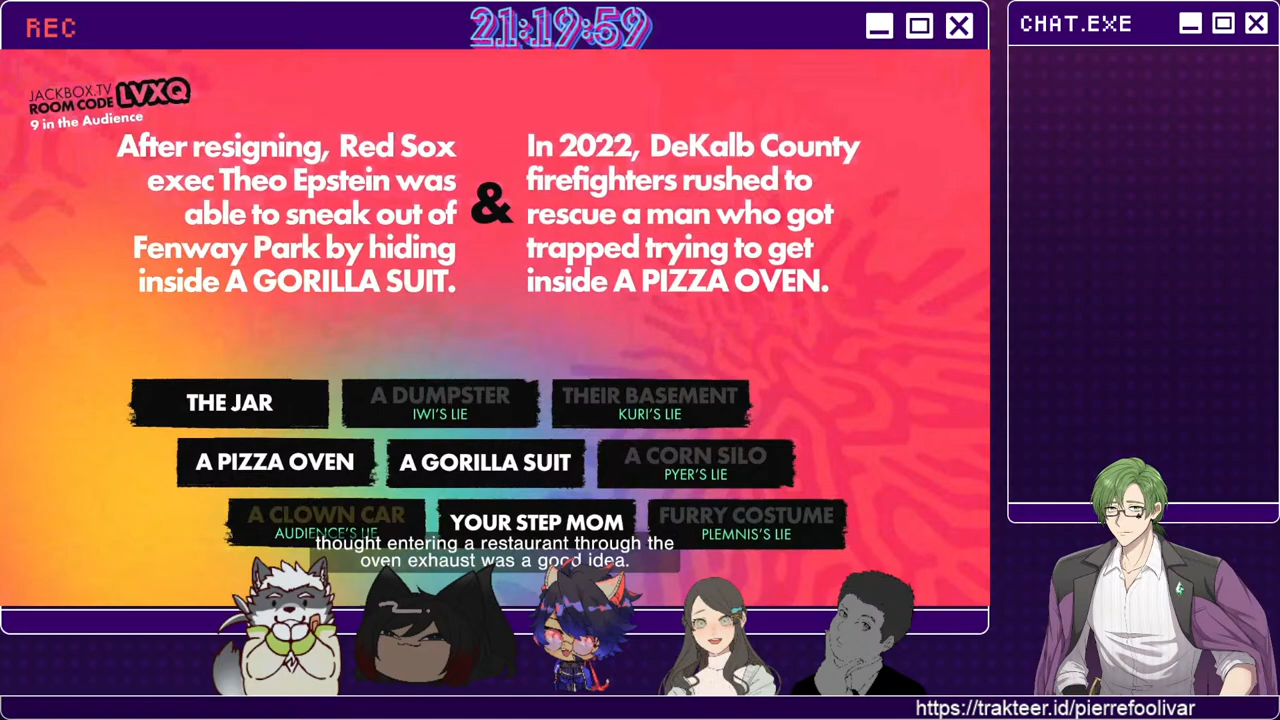 REC
21:19:59
CHAT.EXE
JACKBOX.TV
ROOM CODE LVXQ
9 in the Audience
After resigning, Red Sox
exec Theo Epstein was
able to sneak out of
Fenway Park by hiding
inside A GORILLA SUIT.
&
In 2022, DeKalb County
firefighters rushed to
rescue a man who got
trapped trying to get
inside A PIZZA OVEN.
THE JAR
A DUMPSTER
IWI'S LIE
THEIR BASEMENT
KURI'S LIE
A PIZZA OVEN
A GORILLA SUIT
A CORN SILO
PYER'S LIE
A CLOWN CAR
AUDIENCE'S LIE
YOUR STEP MOM
FURRY COSTUME
PLEMNIS'S LIE
thought entering a restaurant through the
oven exhaust was a good idea.
https://trakteer.id/pierrefoolivar